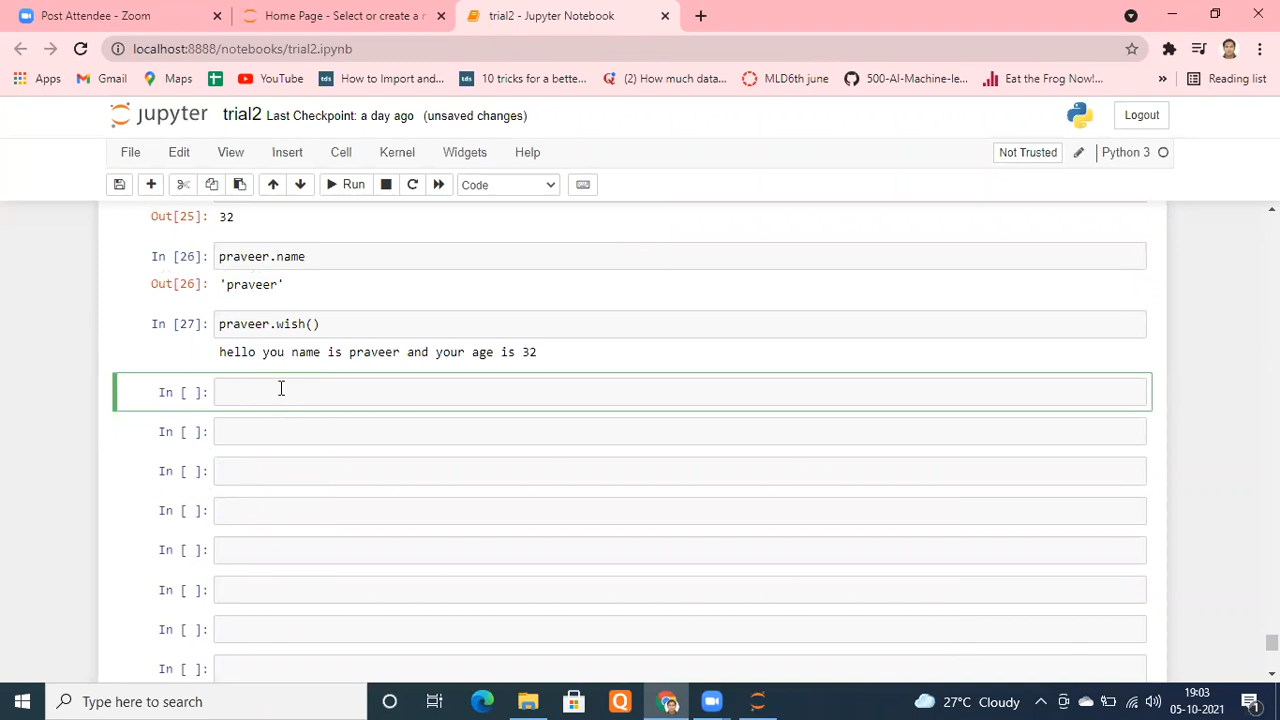 Post Attendee - Zoom
Home Page - Select or create a n
trial2 - Jupyter Notebook
localhost:8888/notebooks/trial2.ipynb
Apps
Gmail
Maps
YouTube
How to Import and...
10 tricks for a bette...
(2) How much data...
MLD6th june
500-AI-Machine-le...
Eat the Frog Now!...
»
Reading list
jupyter trial2 Last Checkpoint: a day ago (unsaved changes)
Logout
File Edit View Insert Cell Kernel Widgets Help
Not Trusted
Python 3
Run
Code
Out[25]: 32
In [26]: praveer.name
Out[26]: 'praveer'
In [27]: praveer.wish()
hello you name is praveer and your age is 32
In [ ]:
In [ ]:
In [ ]:
In [ ]:
In [ ]:
In [ ]:
In [ ]:
In [ ]:
Type here to search
27°C Cloudy
19:03
05-10-2021